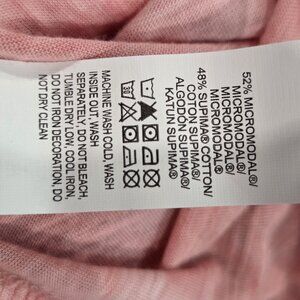 52% MICROMODAL®/
MICROMODAL®/
MICROMODAL®/
MICROMODAL®
48% SUPIMA® COTTON/
COTON SUPIMA®/
ALGODÓN SUPIMA®/
KATUN SUPIMA®
MACHINE WASH COLD, WASH
INSIDE OUT, WASH
SEPARATELY, DO NOT BLEACH,
TUMBLE DRY LOW, COOL IRON,
DO NOT IRON DECORATION, DO
NOT DRY CLEAN